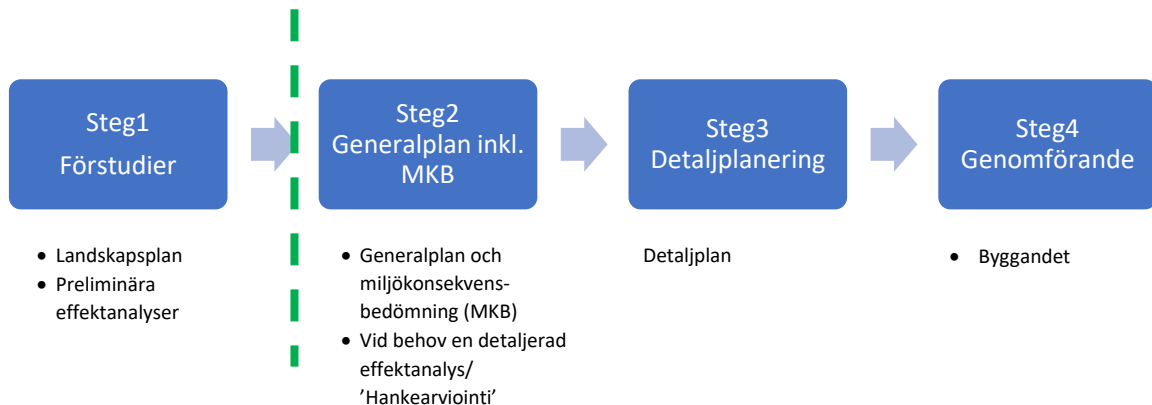 Steg1
Förstudier
Steg2
Generalplan inkl.
MKB
Steg3
Detaljplanering
Steg4
Genomförande
• Landskapsplan
• Preliminära
effektanalyser
• Generalplan och
miljökonsekvens-
bedömning (MKB)
• Vid behov en detaljerad
effektanalys/
’Hankearviointi’
Detaljplan
• Byggandet